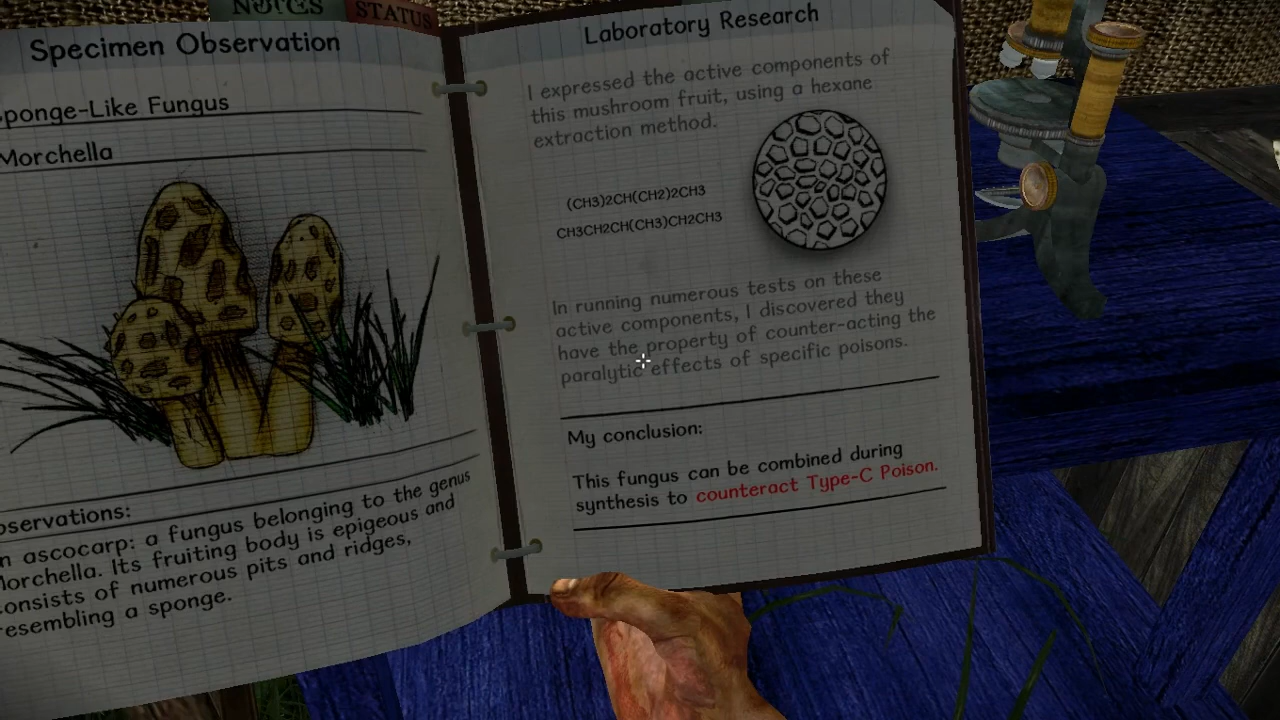 NOTES
STATUS
Specimen Observation
ponge-Like Fungus
Morchella
bservations:
n ascocarp: a fungus belonging to the genus
Morchella. Its fruiting body is epigeous and
onsists of numerous pits and ridges,
esembling a sponge.
Laboratory Research
I expressed the active components of
this mushroom fruit, using a hexane
extraction method.
(CH3)2CH(CH2)2CH3
CH3CH2CH(CH3)CH2CH3
In running numerous tests on these
active components, I discovered they
have the property of counter-acting the
paralytic effects of specific poisons.
My conclusion:
This fungus can be combined during
synthesis to counteract Type-C Poison.